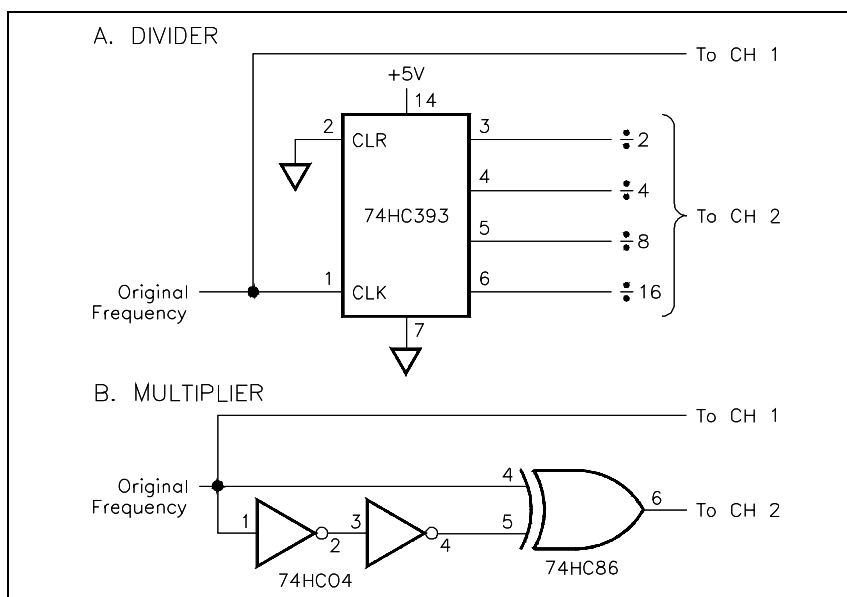 A. DIVIDER
To CH 1
+5V
14
2
CLR
3
÷2
4
÷4
74HC393
To CH 2
5
÷8
1
CLK
6
÷16
Original
Frequency
7
B. MULTIPLIER
To CH 1
Original
Frequency
4
1
2
3
4
5
6
To CH 2
74HC04
74HC86